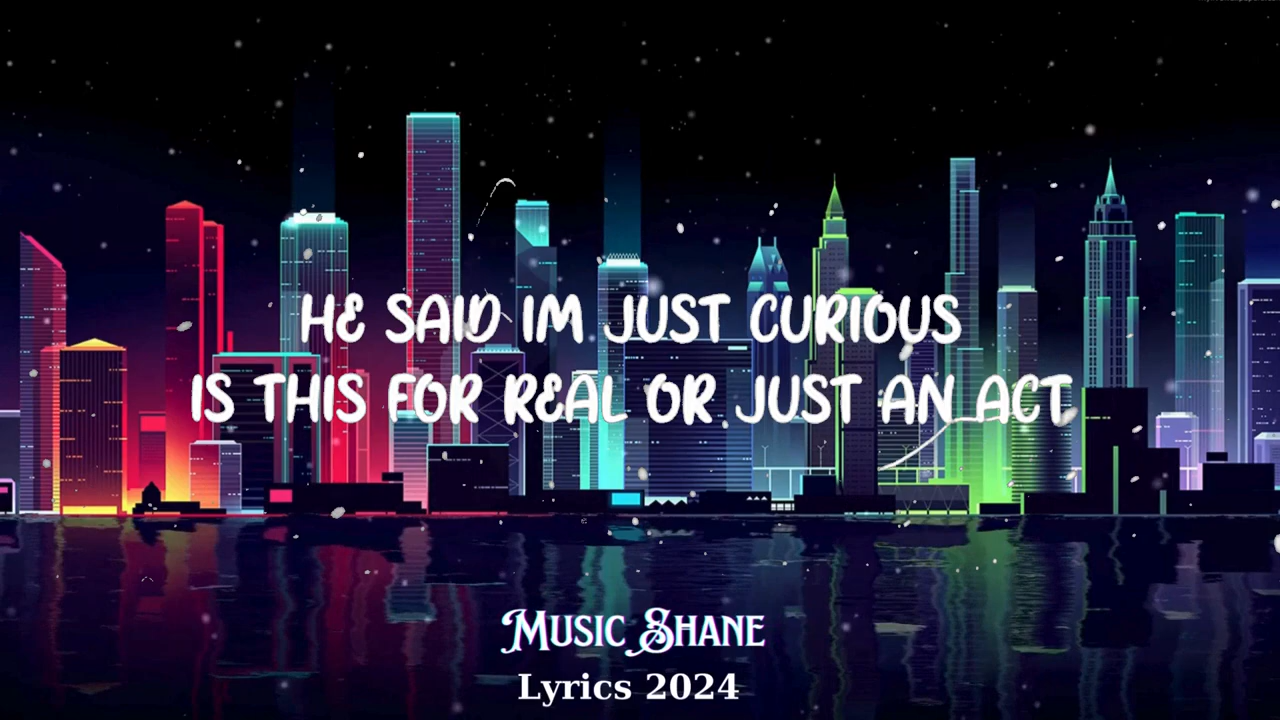 HE SAID IM JUST CURIOUS
IS THIS FOR REAL OR JUST AN ACT
MUSIC SHANE
Lyrics 2024